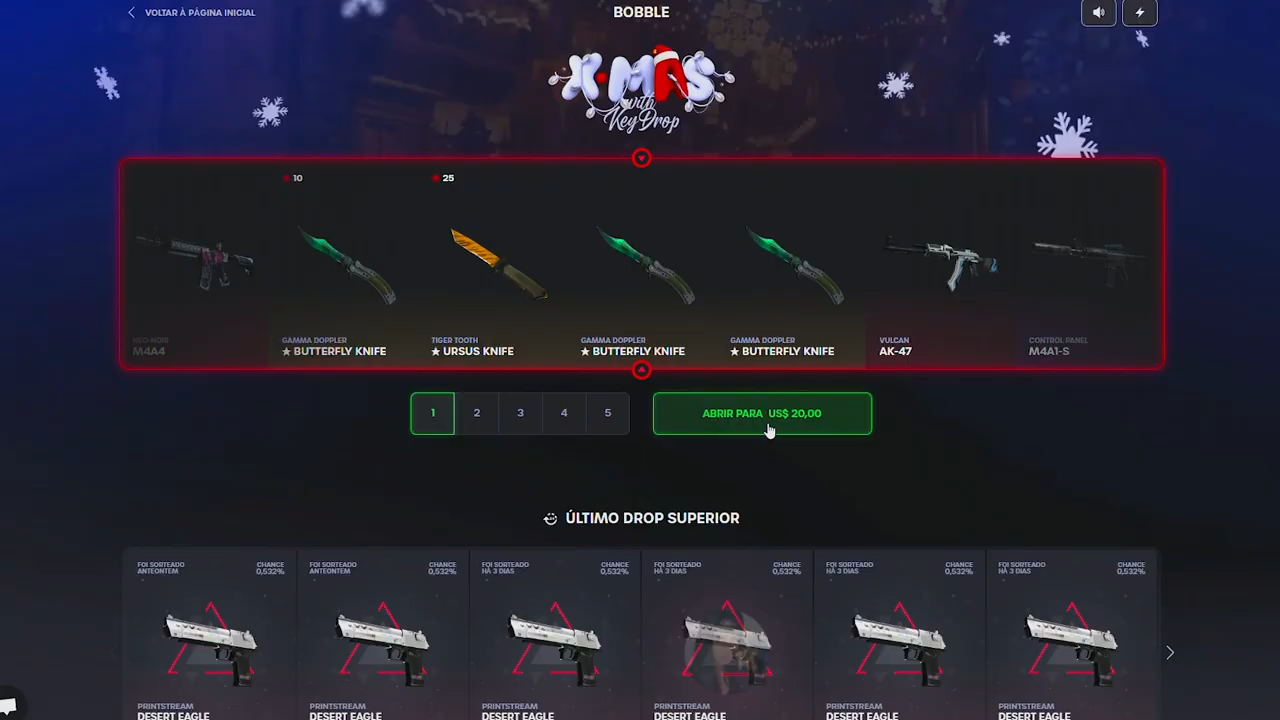 VOLTAR À PÁGINA INICIAL
BOBBLE
X-MAS
with
KeyDrop
10
25
NEO-NOIR
M4A4
GAMMA DOPPLER
★ BUTTERFLY KNIFE
TIGER TOOTH
★ URSUS KNIFE
GAMMA DOPPLER
★ BUTTERFLY KNIFE
GAMMA DOPPLER
★ BUTTERFLY KNIFE
VULCAN
AK-47
CONTROL PANEL
M4A1-S
1 2 3 4 5
ABRIR PARA US$ 20,00
ÚLTIMO DROP SUPERIOR
FOI SORTEADO
ANTEONTEM
CHANCE
0,532%
PRINTSTREAM
DESERT EAGLE
FOI SORTEADO
ANTEONTEM
CHANCE
0,532%
PRINTSTREAM
DESERT EAGLE
FOI SORTEADO
HÁ 3 DIAS
CHANCE
0,532%
PRINTSTREAM
DESERT EAGLE
FOI SORTEADO
HÁ 3 DIAS
CHANCE
0,532%
PRINTSTREAM
DESERT EAGLE
FOI SORTEADO
HÁ 3 DIAS
CHANCE
0,532%
PRINTSTREAM
DESERT EAGLE
FOI SORTEADO
HÁ 3 DIAS
CHANCE
0,532%
PRINTSTREAM
DESERT EAGLE